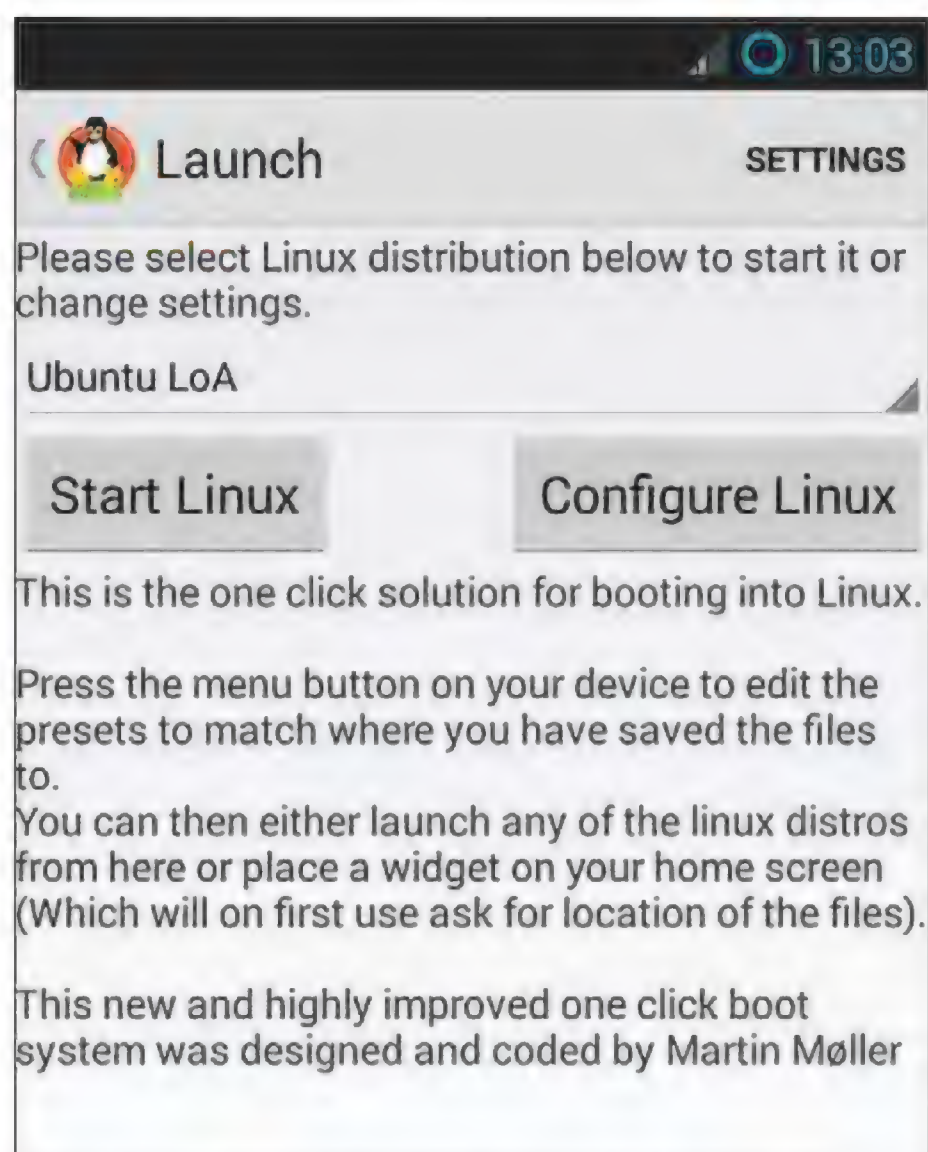 13:03
Launch
SETTINGS
Please select Linux distribution below to start it or
change settings.
Ubuntu LoA
Start Linux
Configure Linux
This is the one click solution for booting into Linux.
Press the menu button on your device to edit the
presets to match where you have saved the files
to.
You can then either launch any of the linux distros
from here or place a widget on your home screen
(Which will on first use ask for location of the files).
This new and highly improved one click boot
system was designed and coded by Martin Møller